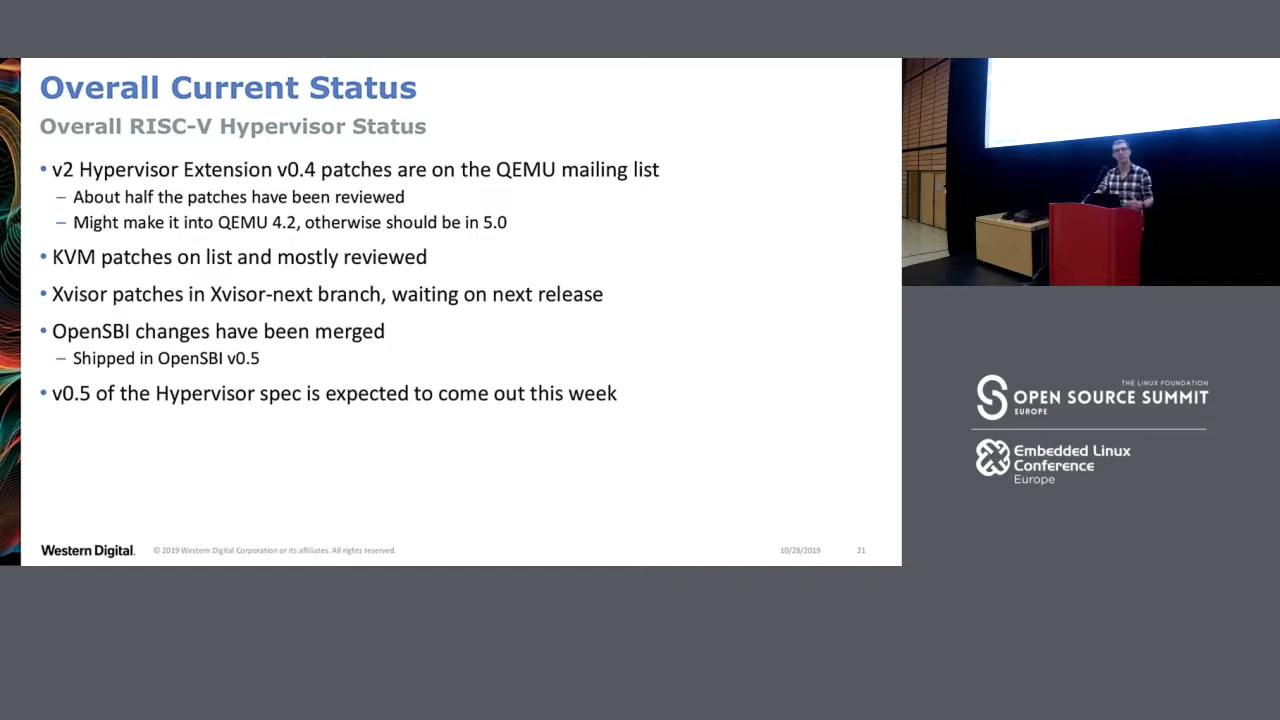 Overall Current Status
Overall RISC-V Hypervisor Status
• v2 Hypervisor Extension v0.4 patches are on the QEMU mailing list
– About half the patches have been reviewed
– Might make it into QEMU 4.2, otherwise should be in 5.0
• KVM patches on list and mostly reviewed
• Xvisor patches in Xvisor-next branch, waiting on next release
• OpenSBI changes have been merged
– Shipped in OpenSBI v0.5
• v0.5 of the Hypervisor spec is expected to come out this week
Western Digital. © 2019 Western Digital Corporation or its affiliates. All rights reserved. 10/28/2019 21
THE LINUX FOUNDATION
OPEN SOURCE SUMMIT
EUROPE
Embedded Linux
Conference
Europe